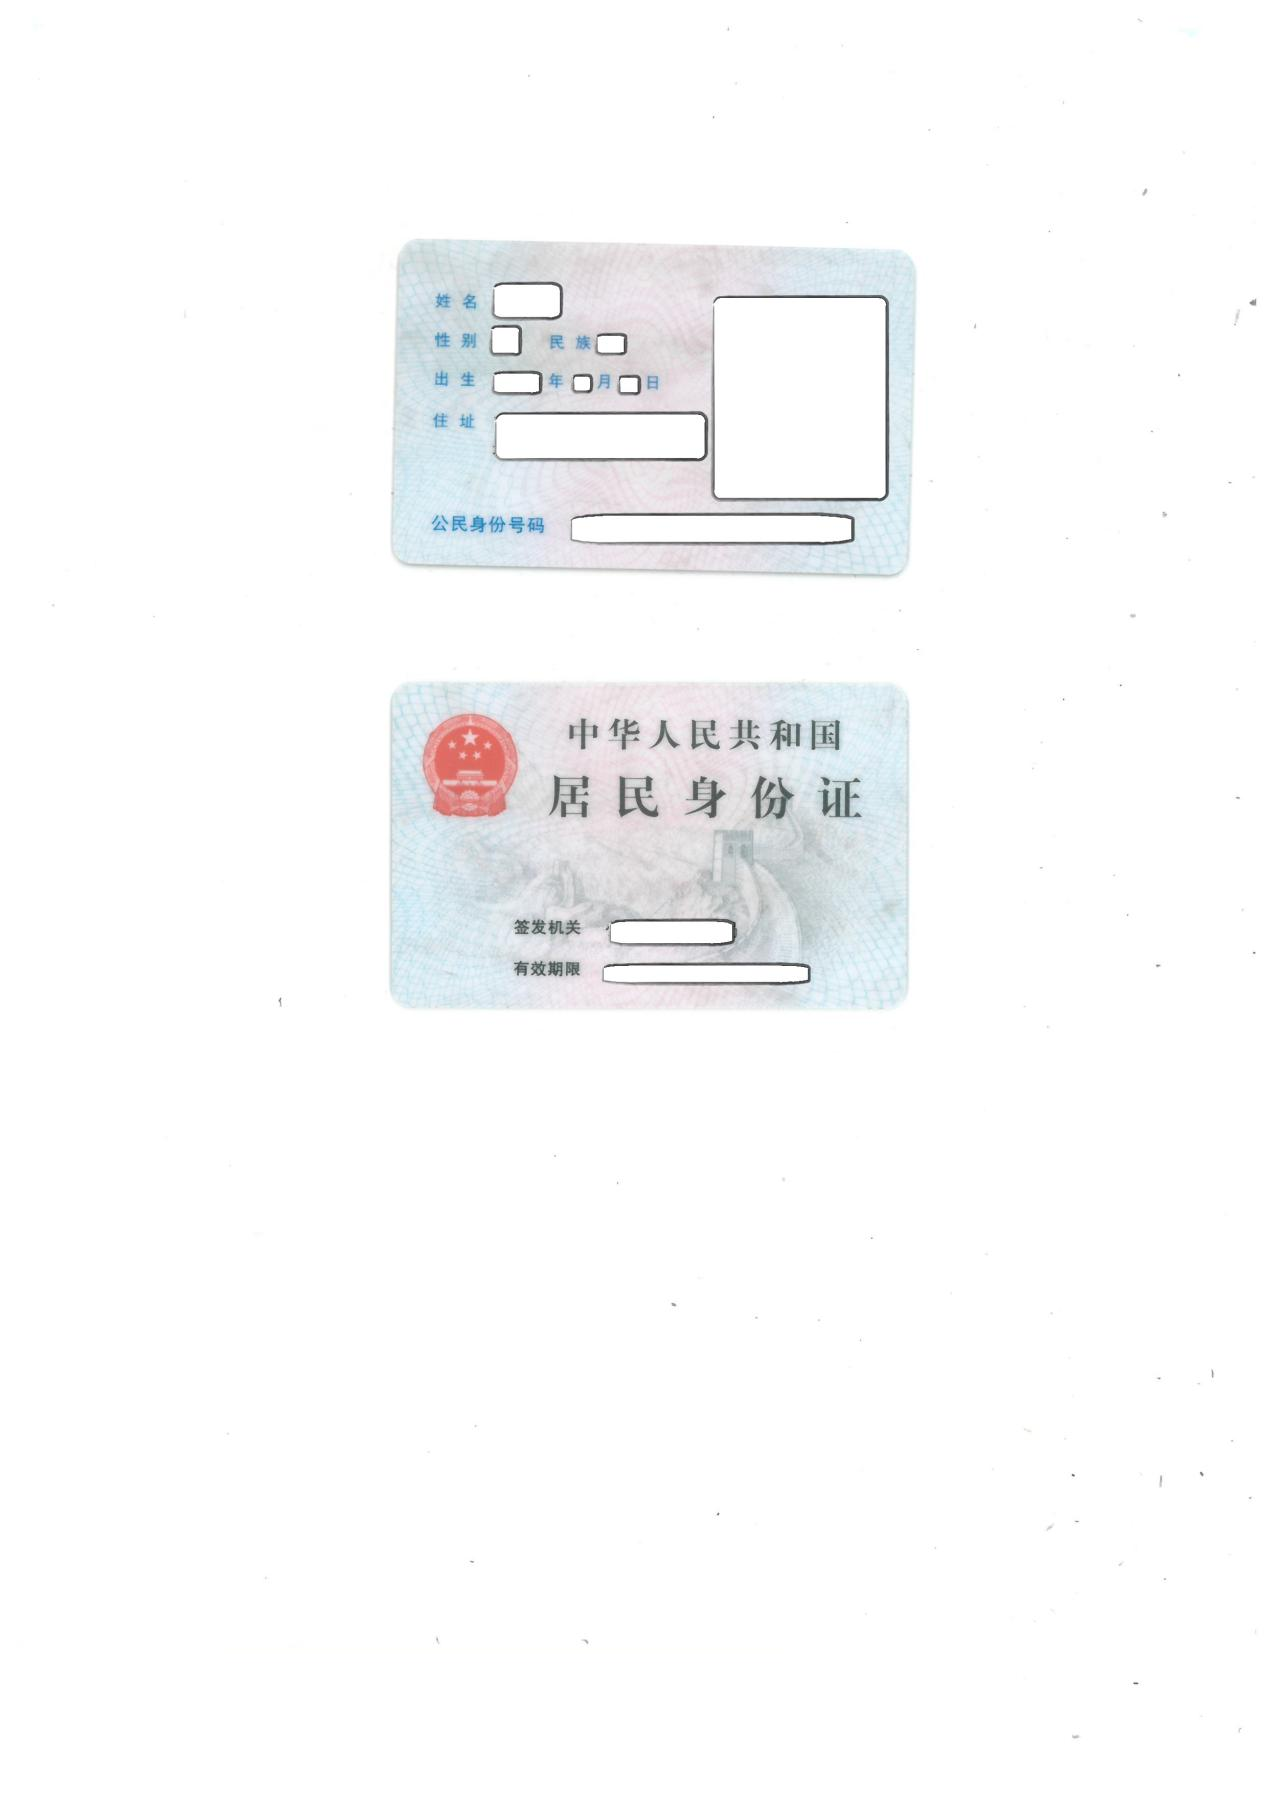 姓名
性别 民族
出生 年 月 日
住址
公民身份号码
中华人民共和国
居民身份证
签发机关
有效期限